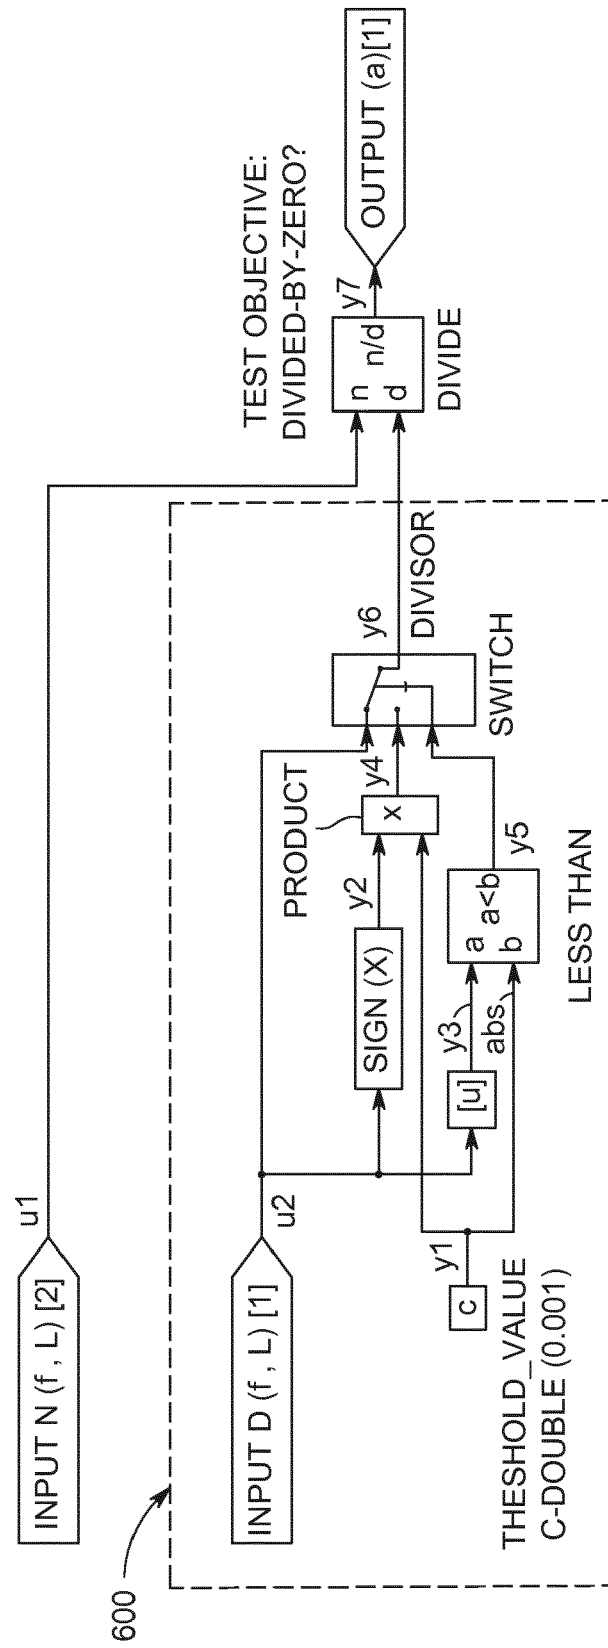 600
INPUT N (f , L) [2]
u1
INPUT D (f , L) [1]
u2
SIGN (X)
y2
PRODUCT
x
y4
[u]
y3
abs
c
y1
THESHOLD_VALUE
C-DOUBLE (0.001)
a
a<b
b
y5
LESS THAN
SWITCH
y6
DIVISOR
n
n/d
d
DIVIDE
TEST OBJECTIVE:
DIVIDED-BY-ZERO?
y7
OUTPUT (a)[1]